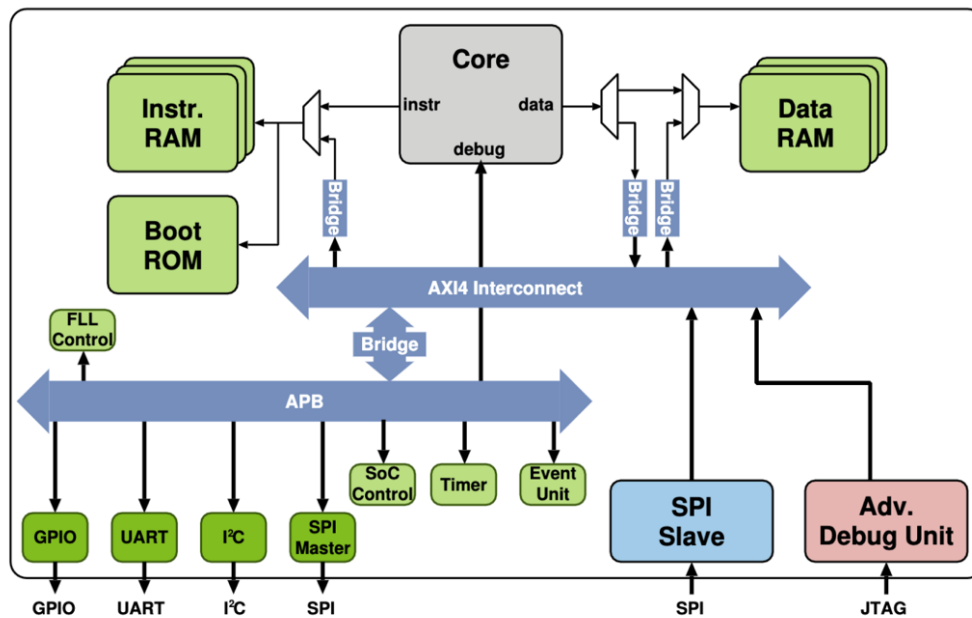 Core
instr
data
debug
Instr.
RAM
Data
RAM
Boot
ROM
Bridge
Bridge
Bridge
AXI4 Interconnect
FLL
Control
Bridge
APB
SoC
Control
Timer
Event
Unit
GPIO
UART
I²C
SPI
Master
SPI
Slave
Adv.
Debug Unit
GPIO
UART
I²C
SPI
SPI
JTAG